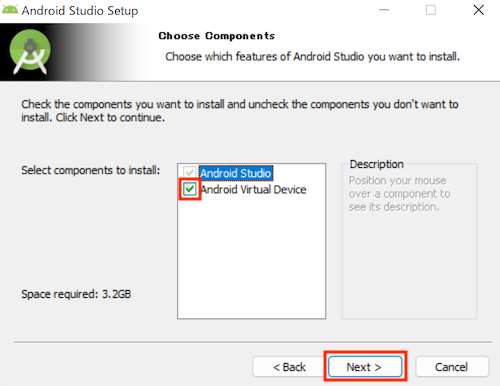 Android Studio Setup
Choose Components
Choose which features of Android Studio you want to install.
Check the components you want to install and uncheck the components you don't want to
install. Click Next to continue.
Select components to install:
Android Studio
Android Virtual Device
Description
Position your mouse
over a component to
see its description.
Space required: 3.2GB
< Back
Next >
Cancel